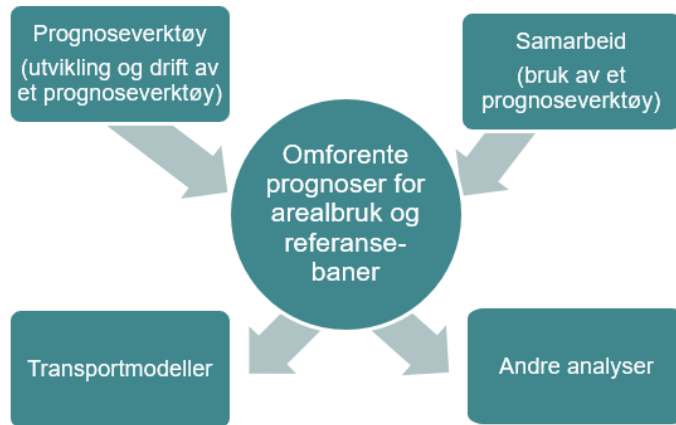 Prognoseverktøy
(utvikling og drift av
et prognoseverktøy)
Samarbeid
(bruk av et
prognoseverktøy)
Omforente
prognoser for
arealbruk og
referanse-
baner
Transportmodeller
Andre analyser